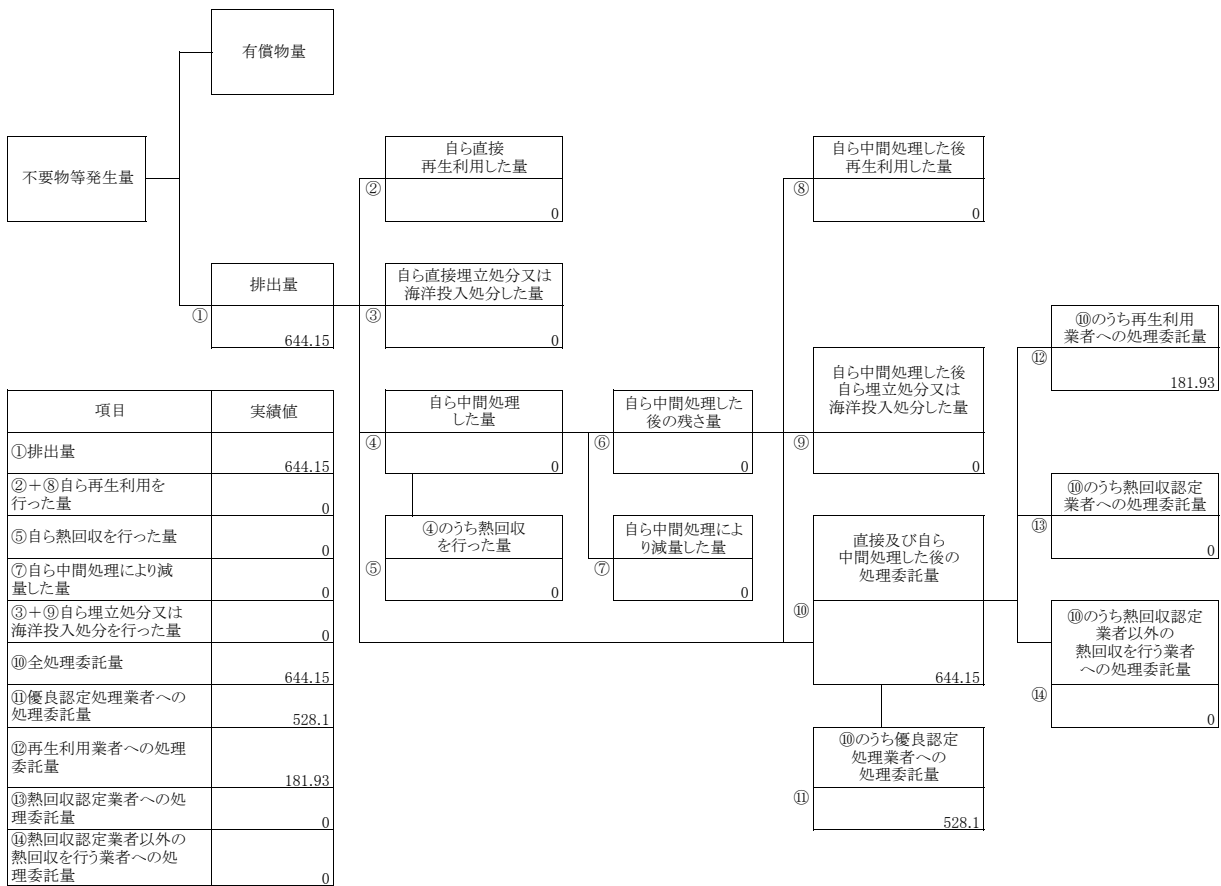 有償物量
不要物等発生量
自ら直接
再生利用した量
②
0
自ら中間処理した後
再生利用した量
⑧
0
排出量
①
644.15
自ら直接埋立処分又は
海洋投入処分した量
③
0
⑩のうち再生利用
業者への処理委託量
⑫
181.93
自ら中間処理
した量
④
0
自ら中間処理した
後の残さ量
⑥
0
自ら中間処理した後
自ら埋立処分又は
海洋投入処分した量
⑨
0
⑩のうち熱回収認定
業者への処理委託量
⑬
0
④のうち熱回収
を行った量
⑤
0
自ら中間処理によ
り減量した量
⑦
0
直接及び自ら
中間処理した後の
処理委託量
⑩
644.15
⑩のうち熱回収認定
業者以外の
熱回収を行う業者
への処理委託量
⑭
0
⑩のうち優良認定
処理業者への
処理委託量
⑪
528.1
項目 実績値
①排出量
644.15
②＋⑧自ら再生利用を
行った量
0
⑤自ら熱回収を行った量
0
⑦自ら中間処理により減
量した量
0
③＋⑨自ら埋立処分又は
海洋投入処分を行った量
0
⑩全処理委託量
644.15
⑪優良認定処理業者への
処理委託量
528.1
⑫再生利用業者への処理
委託量
181.93
⑬熱回収認定業者への処
理委託量
0
⑭熱回収認定業者以外の
熱回収を行う業者への処
理委託量
0